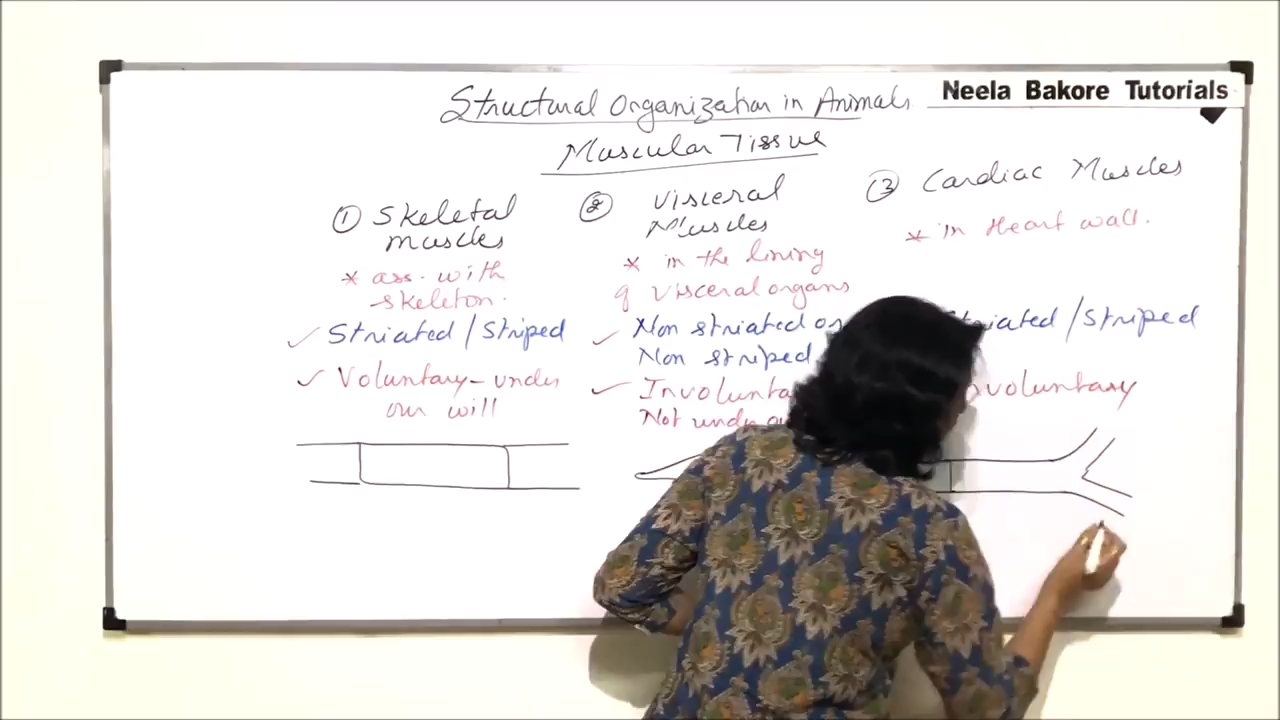 Structural Organization in Animals
Neela Bakore Tutorials
Muscular Tissue
① Skeletal
muscles
* ass. with
skeleton.
Striated / Striped
Voluntary - under
our will
② Visceral
Muscles
* in the lining
of Visceral organs
Non striated or
Non striped
Involunta
Not under
③ Cardiac Muscles
* in Heart wall.
Striated / Striped
Involuntary